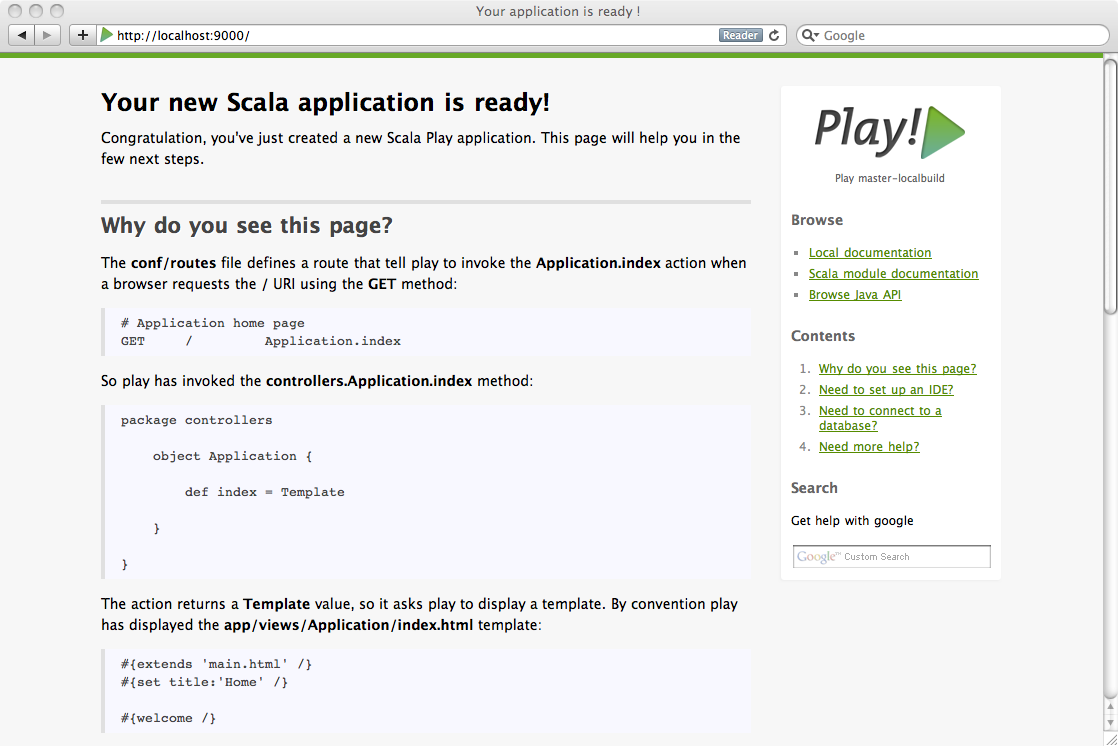 Your application is ready !
http://localhost:9000/
Reader
Google
Your new Scala application is ready!
Congratulation, you've just created a new Scala Play application. This page will help you in the
few next steps.
Why do you see this page?
The conf/routes file defines a route that tell play to invoke the Application.index action when
a browser requests the / URI using the GET method:
# Application home page
GET     /         Application.index
So play has invoked the controllers.Application.index method:
package controllers
    object Application {
        def index = Template
    }
}
The action returns a Template value, so it asks play to display a template. By convention play
has displayed the app/views/Application/index.html template:
#{extends 'main.html' /}
#{set title:'Home' /}
#{welcome /}
Play!
Play master-localbuild
Browse
Local documentation
Scala module documentation
Browse Java API
Contents
1. Why do you see this page?
2. Need to set up an IDE?
3. Need to connect to a
database?
4. Need more help?
Search
Get help with google
Google™ Custom Search